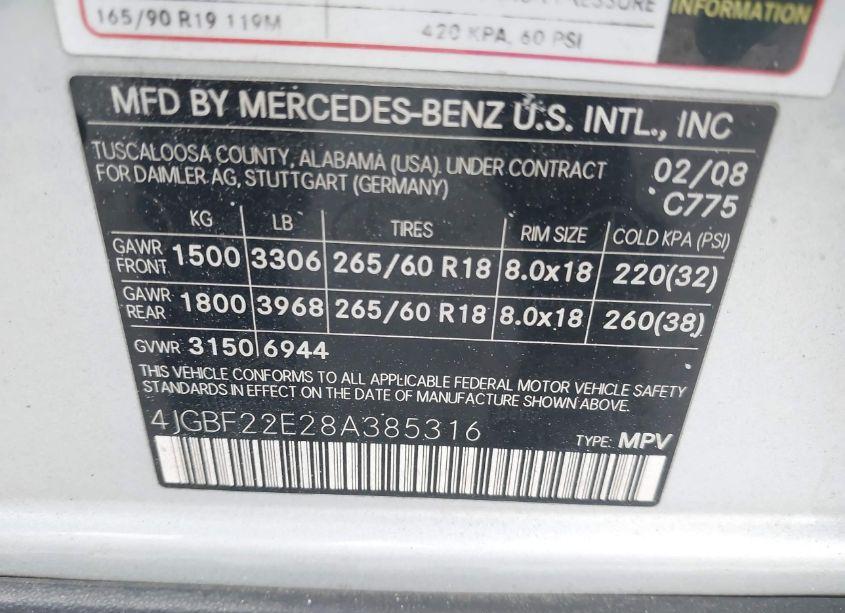 PRESSURE
INFORMATION
165/90 R19 119M
420 KPA, 60 PSI
MFD BY MERCEDES-BENZ U.S. INTL., INC
TUSCALOOSA COUNTY, ALABAMA (USA). UNDER CONTRACT
FOR DAIMLER AG, STUTTGART (GERMANY)
02/08
C775
KG LB TIRES RIM SIZE COLD KPA (PSI)
GAWR FRONT 1500 3306 265/60 R18 8.0x18 220(32)
GAWR REAR 1800 3968 265/60 R18 8.0x18 260(38)
GVWR 3150 6944
THIS VEHICLE CONFORMS TO ALL APPLICABLE FEDERAL MOTOR VEHICLE SAFETY
STANDARDS IN EFFECT ON THE DATE OF MANUFACTURE SHOWN ABOVE.
4JGBF22E28A385316
TYPE: MPV